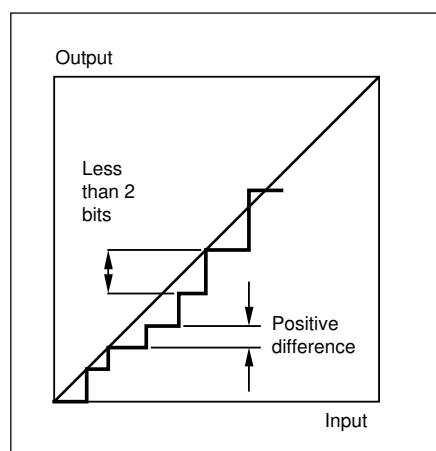 Output
Less
than 2
bits
Positive
difference
Input